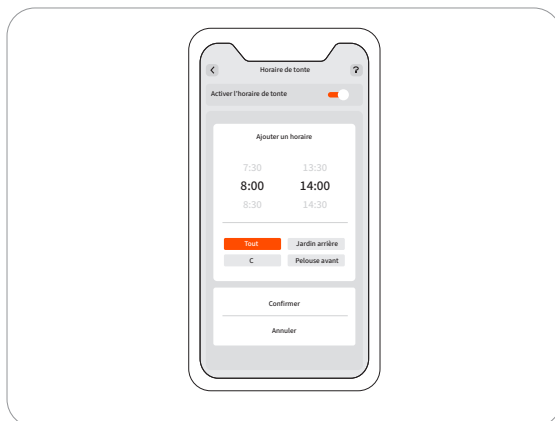 Horaire de tonte ?
Activer l'horaire de tonte
Ajouter un horaire
7:30 13:30
8:00 14:00
8:30 14:30
Tout Jardin arrière
C Pelouse avant
Confirmer
Annuler